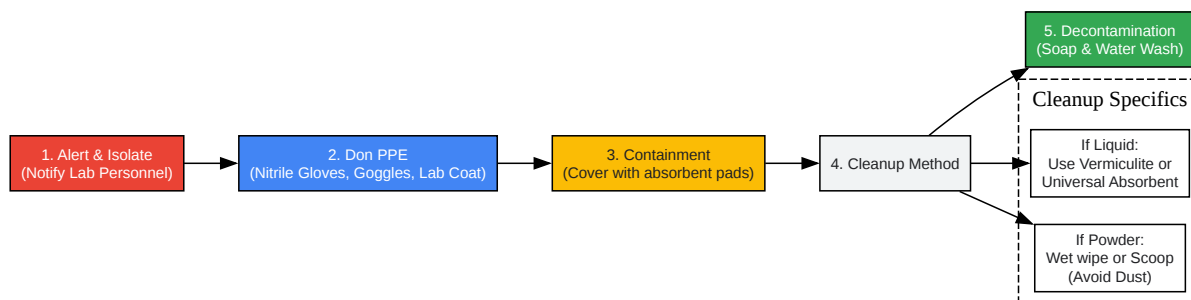 1. Alert & Isolate
(Notify Lab Personnel)
2. Don PPE
(Nitrile Gloves, Goggles, Lab Coat)
3. Containment
(Cover with absorbent pads)
4. Cleanup Method
5. Decontamination
(Soap & Water Wash)
Cleanup Specifics
If Liquid:
Use Vermiculite or
Universal Absorbent
If Powder:
Wet wipe or Scoop
(Avoid Dust)